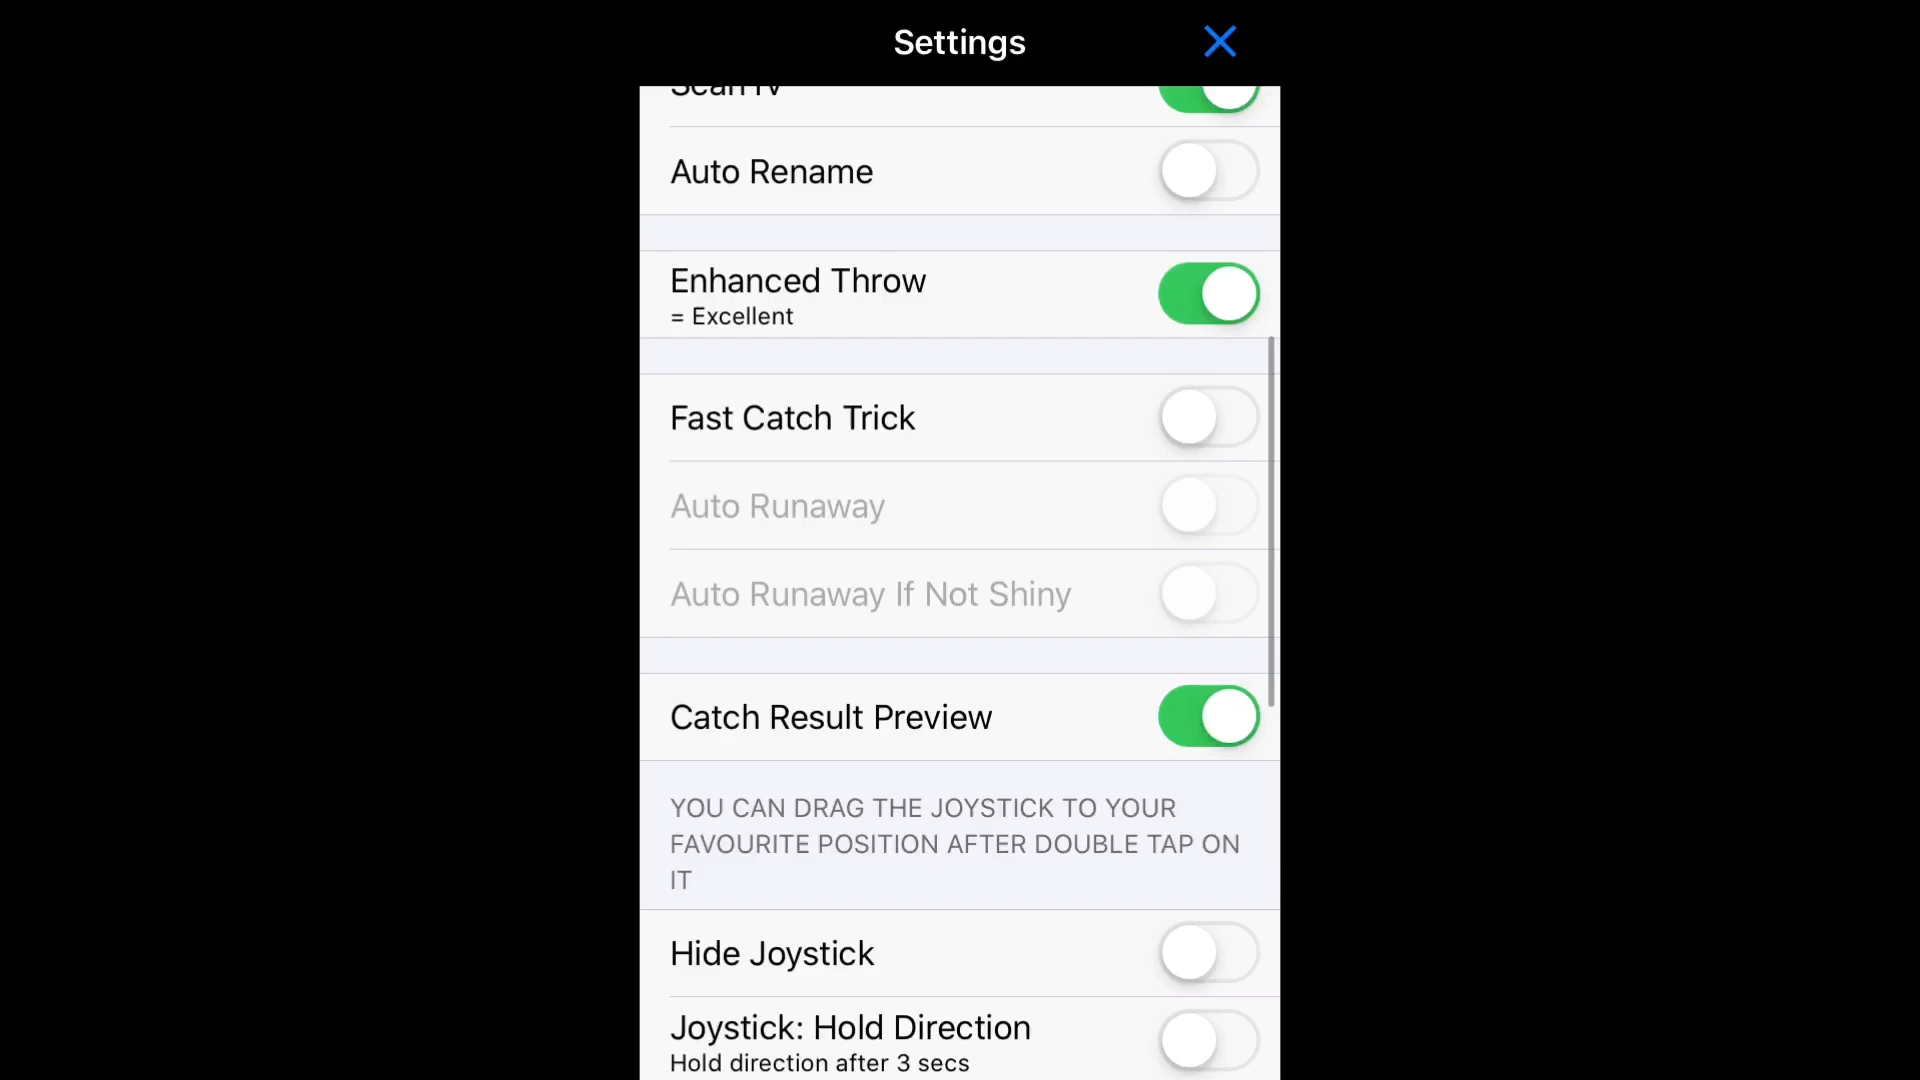 Settings
Scan IV
Auto Rename
Enhanced Throw
= Excellent
Fast Catch Trick
Auto Runaway
Auto Runaway If Not Shiny
Catch Result Preview
YOU CAN DRAG THE JOYSTICK TO YOUR
FAVOURITE POSITION AFTER DOUBLE TAP ON
IT
Hide Joystick
Joystick: Hold Direction
Hold direction after 3 secs